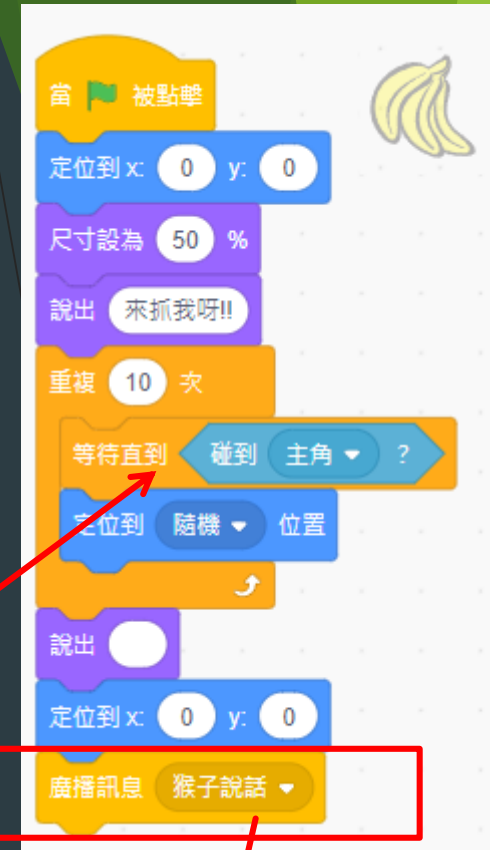 當 被點擊
定位到 x: 0 y: 0
尺寸設為 50 %
說出 來抓我呀!!
重複 10 次
等待直到 碰到 主角 ?
定位到 隨機 位置
說出
定位到 x: 0 y: 0
廣播訊息 猴子說話